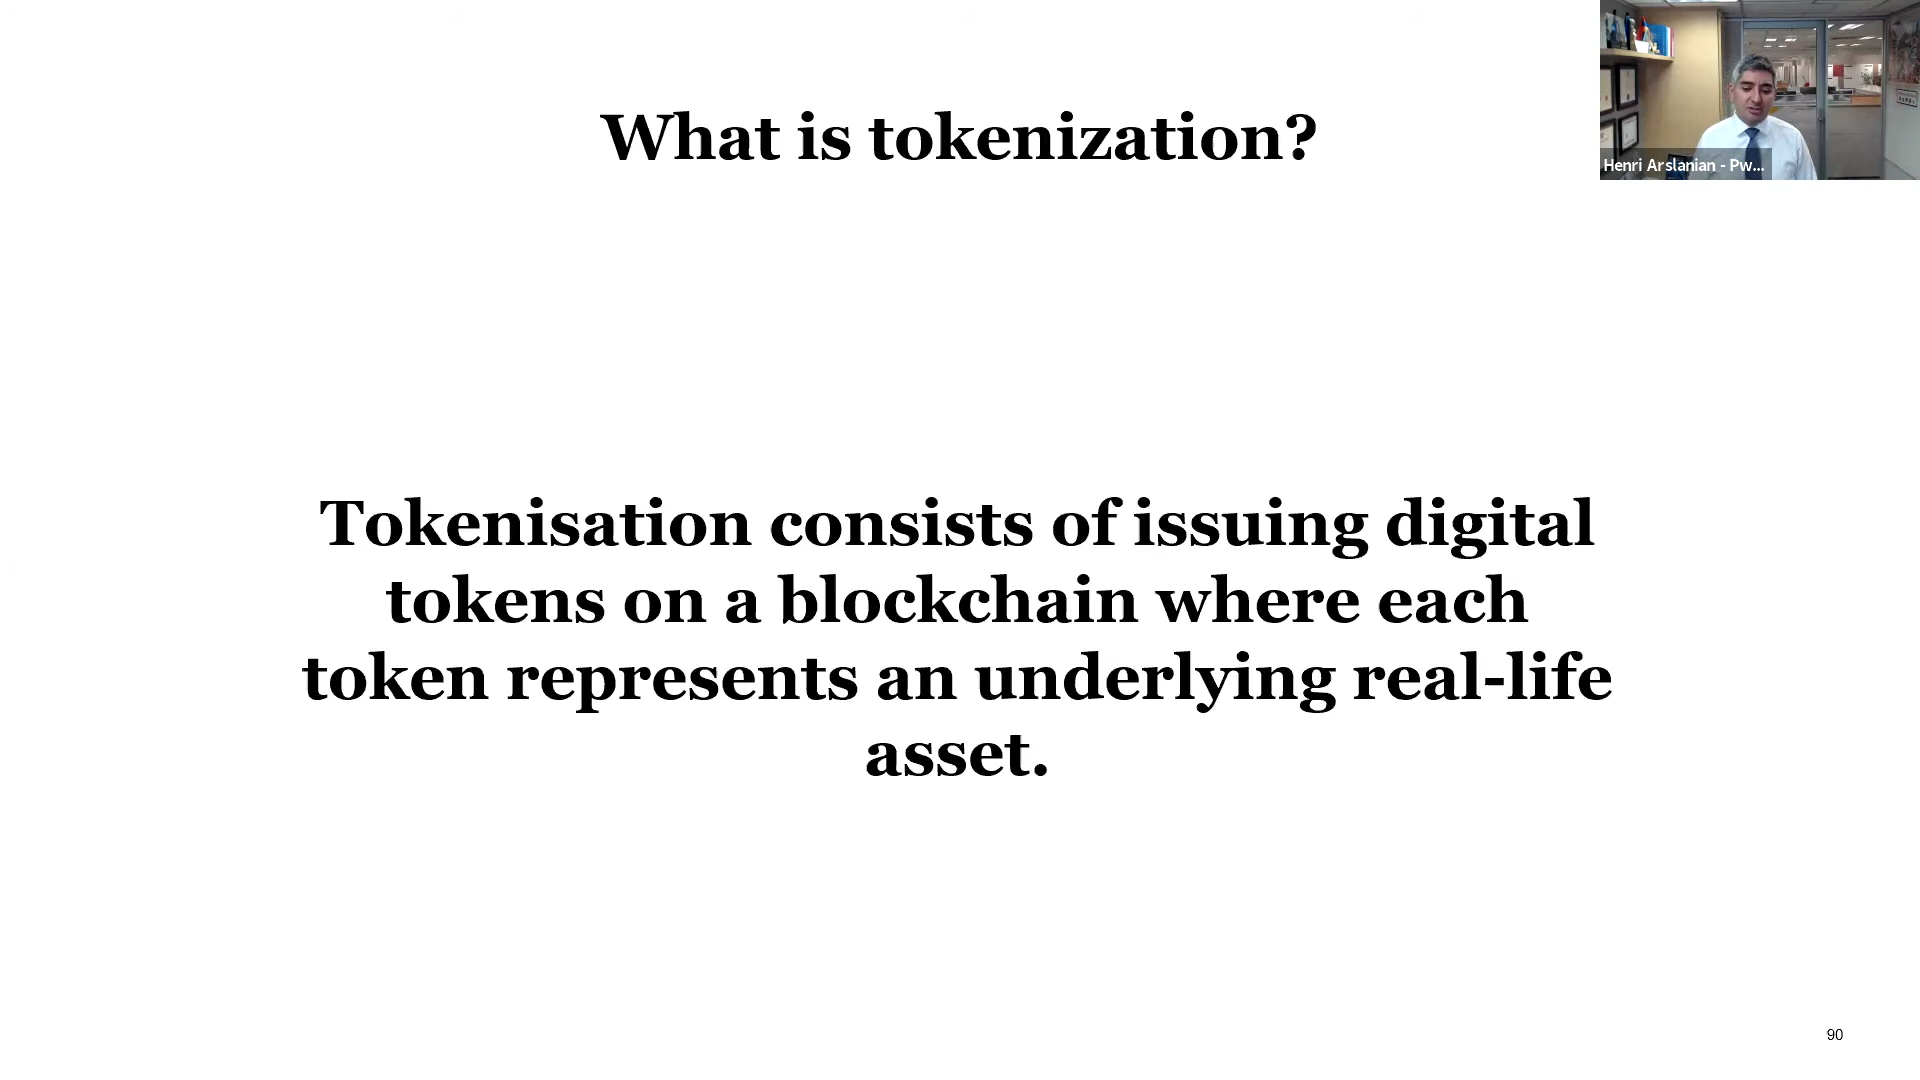 What is tokenization?
Henri Arslanian - Pw...
Tokenisation consists of issuing digital
tokens on a blockchain where each
token represents an underlying real-life
asset.
90